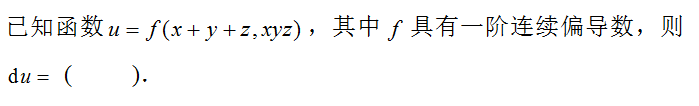 已知函数 u = f(x + y + z, xyz)，其中 f 具有一阶连续偏导数，则
du =（　　）.